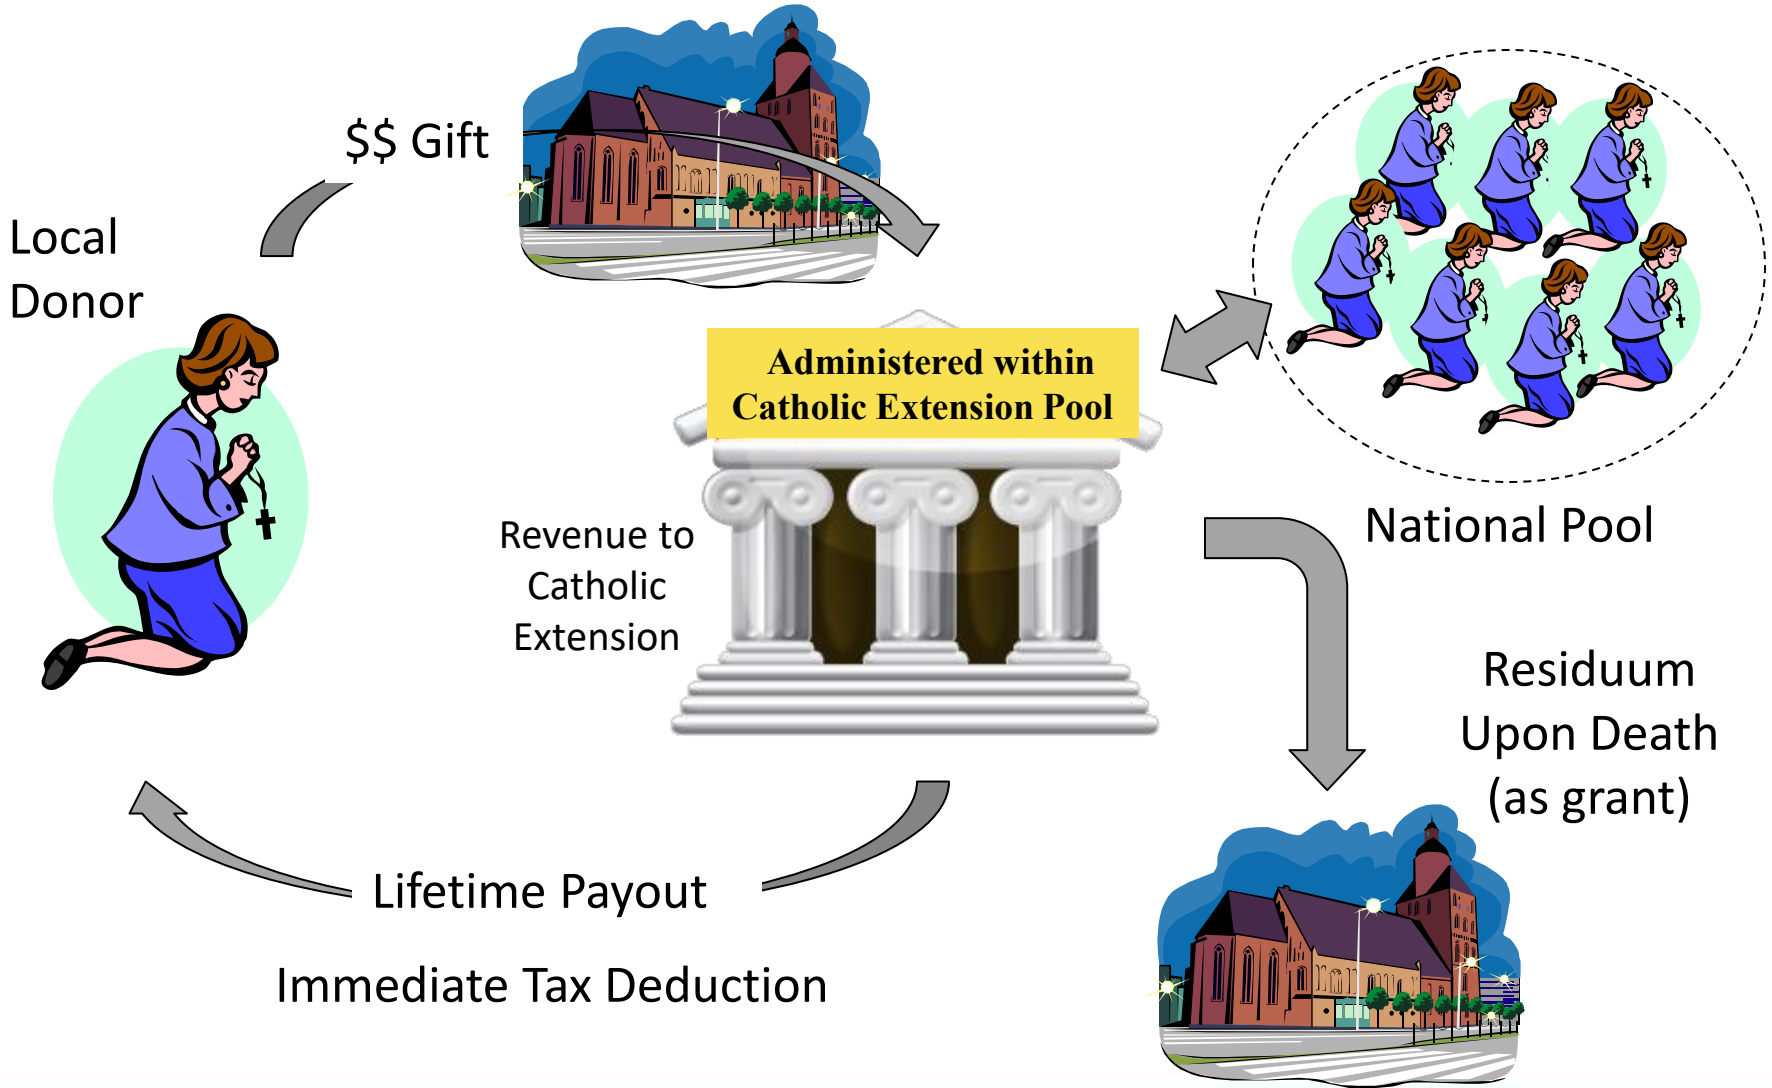 $$ Gift
Local
Donor
Administered within
Catholic Extension Pool
National Pool
Revenue to
Catholic
Extension
Residuum
Upon Death
(as grant)
Lifetime Payout
Immediate Tax Deduction